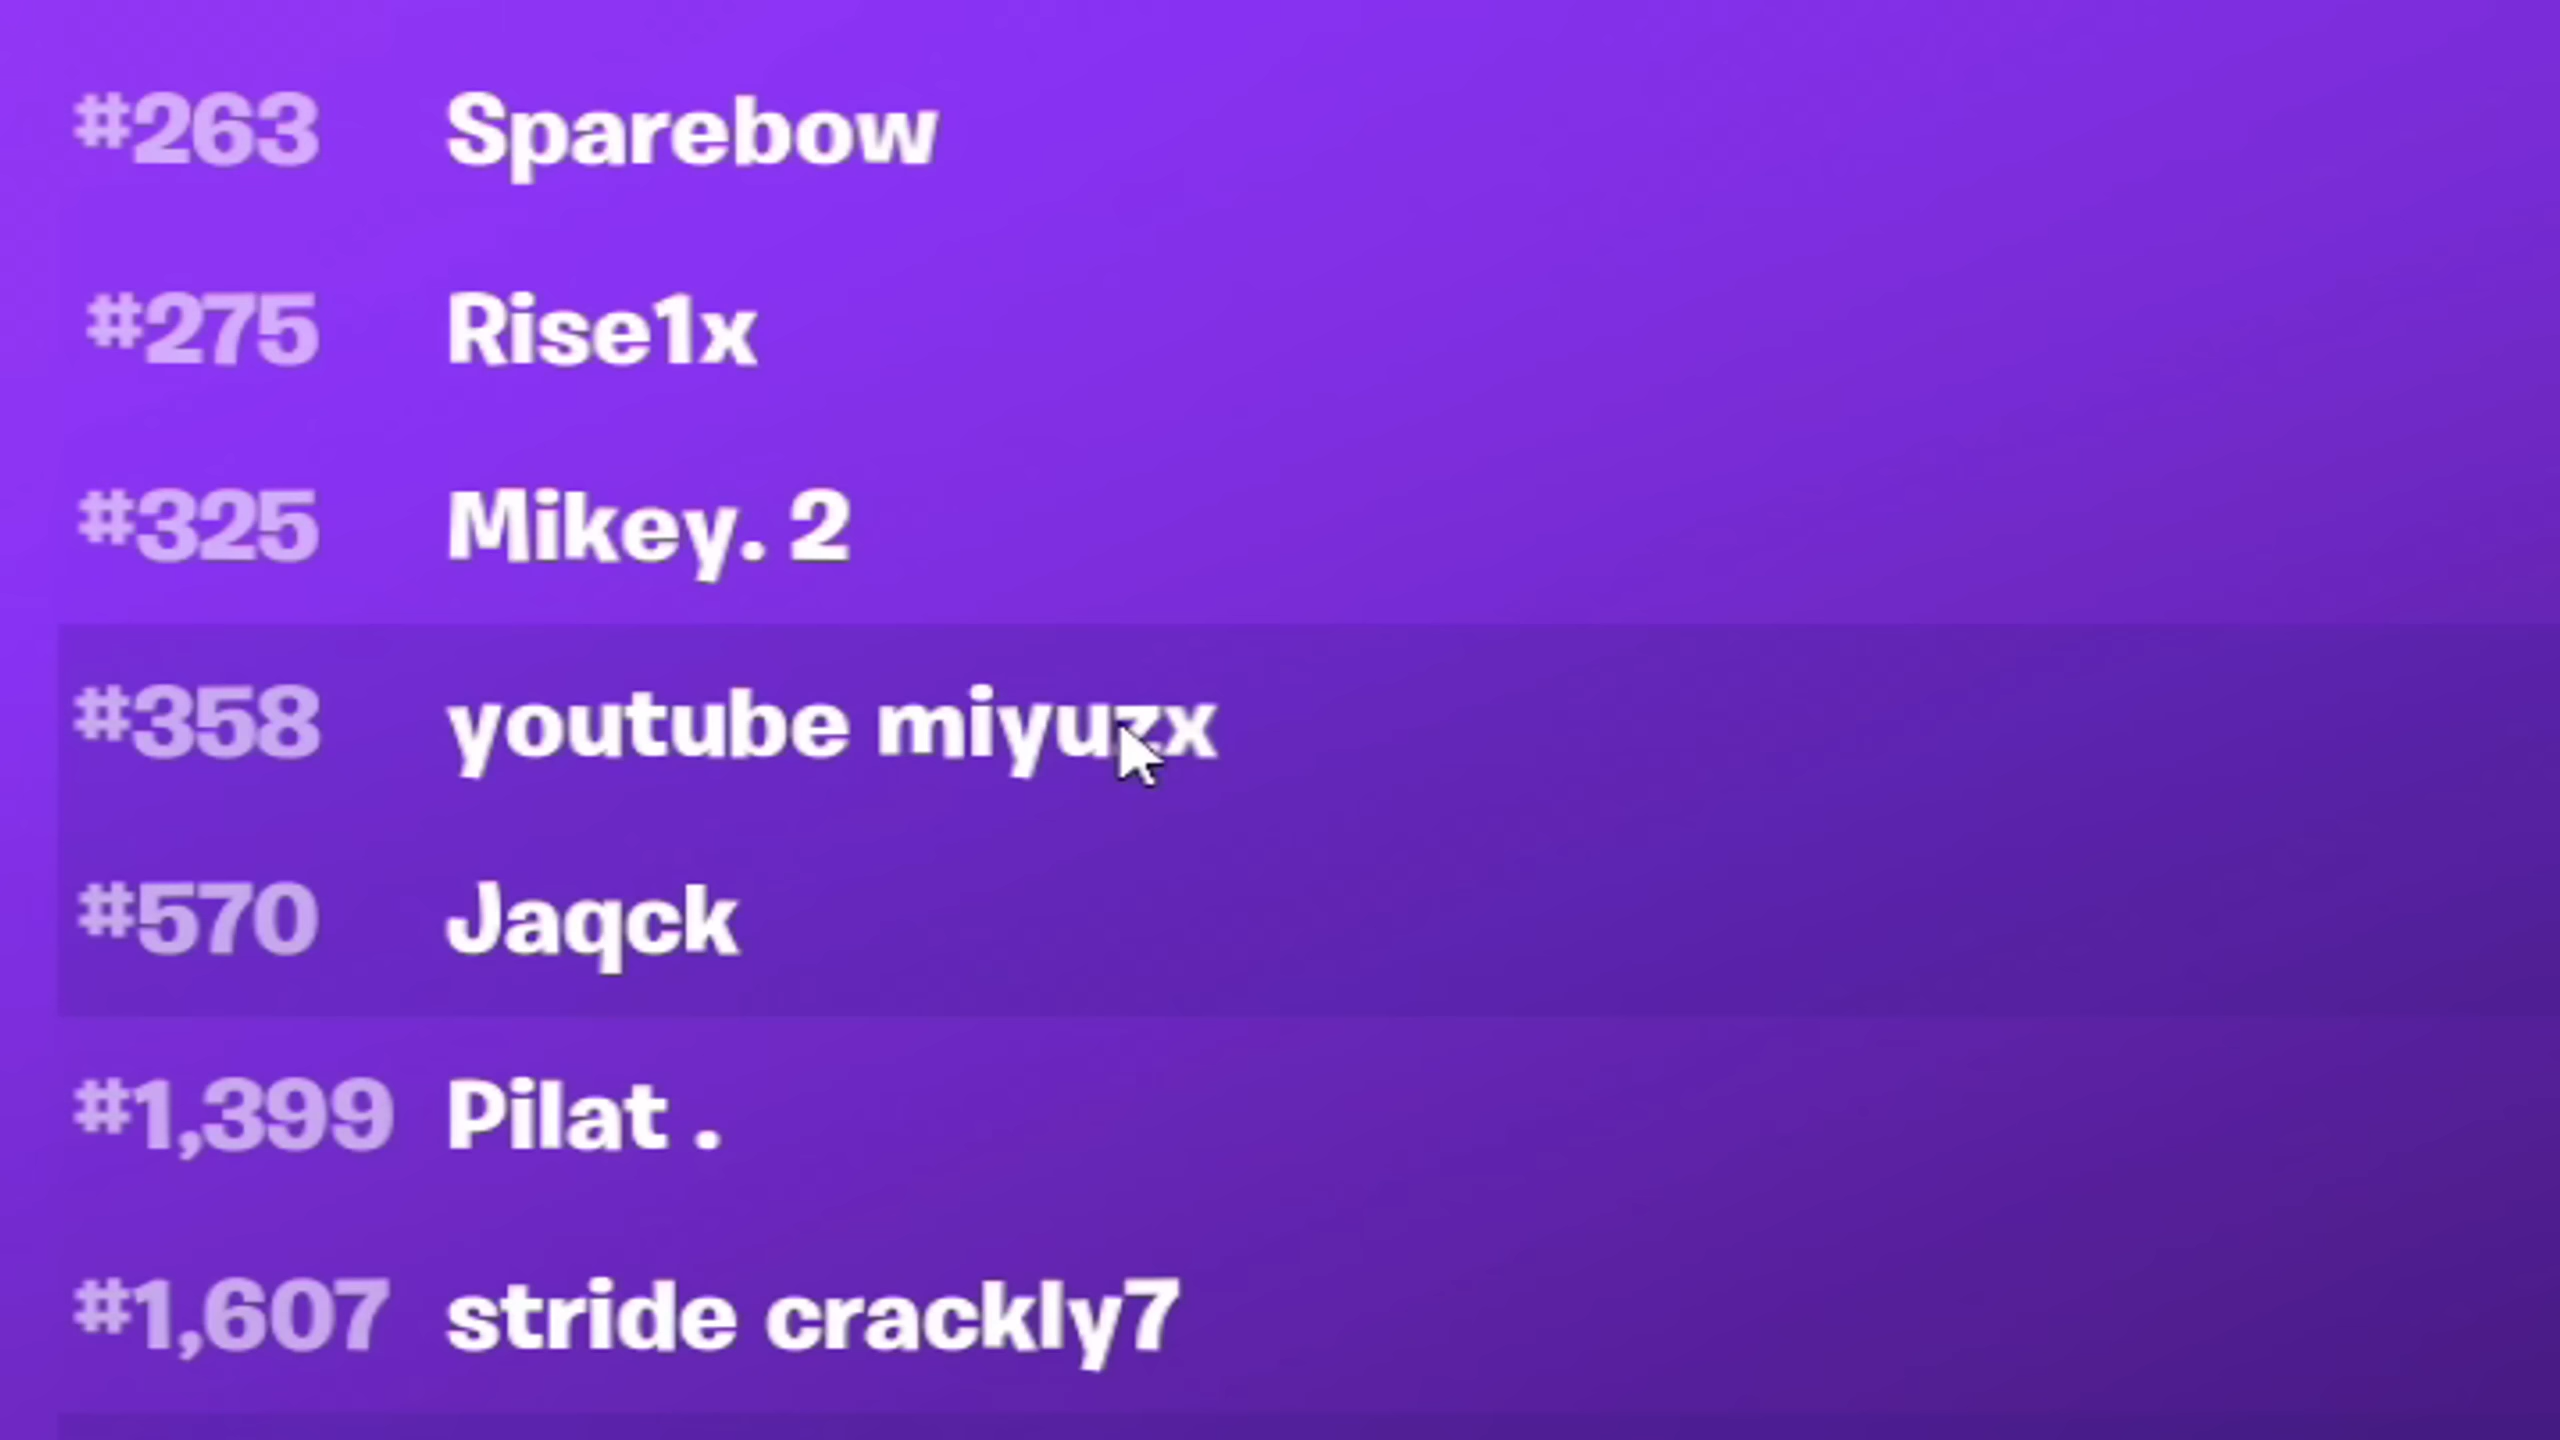 #263 Sparebow
#275 Rise1x
#325 Mikey. 2
#358 youtube miyuzx
#570 Jaqck
#1,399 Pilat .
#1,607 stride crackly7